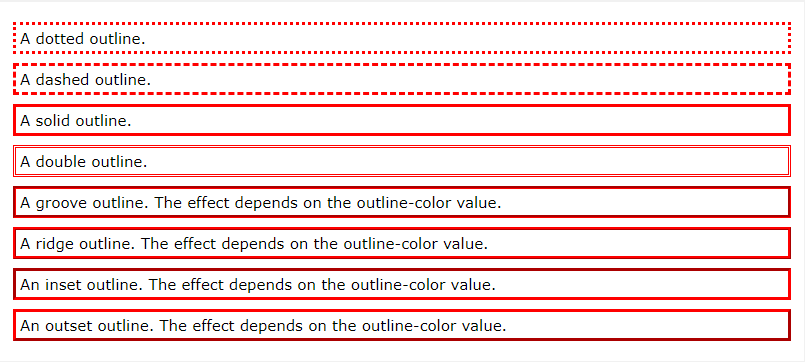 A dotted outline.
A dashed outline.
A solid outline.
A double outline.
A groove outline. The effect depends on the outline-color value.
A ridge outline. The effect depends on the outline-color value.
An inset outline. The effect depends on the outline-color value.
An outset outline. The effect depends on the outline-color value.